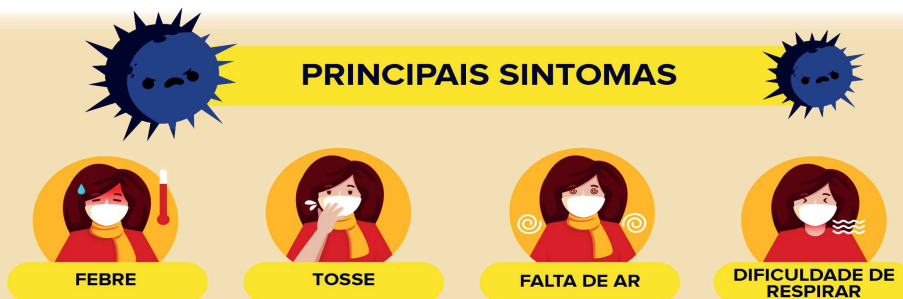 PRINCIPAIS SINTOMAS
FEBRE
TOSSE
FALTA DE AR
DIFICULDADE DE
RESPIRAR